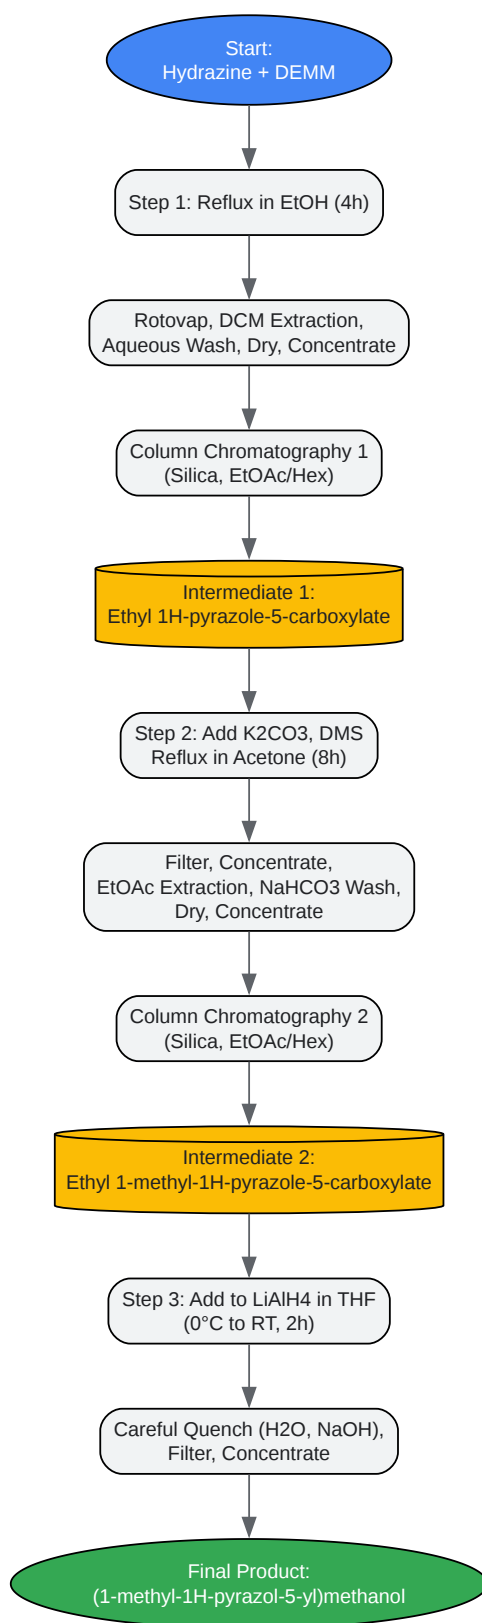 Start:
Hydrazine + DEMM
Step 1: Reflux in EtOH (4h)
Rotovap, DCM Extraction,
Aqueous Wash, Dry, Concentrate
Column Chromatography 1
(Silica, EtOAc/Hex)
Intermediate 1:
Ethyl 1H-pyrazole-5-carboxylate
Step 2: Add K2CO3, DMS
Reflux in Acetone (8h)
Filter, Concentrate,
EtOAc Extraction, NaHCO3 Wash,
Dry, Concentrate
Column Chromatography 2
(Silica, EtOAc/Hex)
Intermediate 2:
Ethyl 1-methyl-1H-pyrazole-5-carboxylate
Step 3: Add to LiAlH4 in THF
(0°C to RT, 2h)
Careful Quench (H2O, NaOH),
Filter, Concentrate
Final Product:
(1-methyl-1H-pyrazol-5-yl)methanol